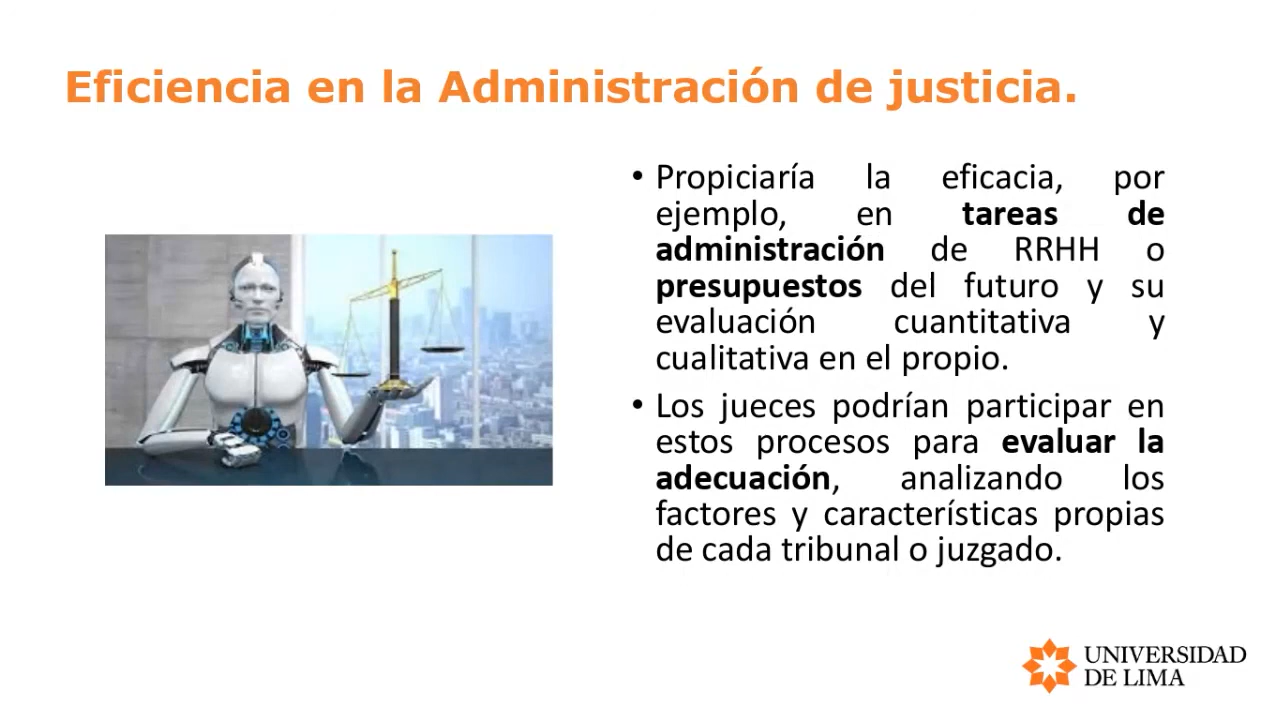 Eficiencia en la Administración de justicia.
• Propiciaría la eficacia, por
ejemplo, en tareas de
administración de RRHH o
presupuestos del futuro y su
evaluación cuantitativa y
cualitativa en el propio.
• Los jueces podrían participar en
estos procesos para evaluar la
adecuación, analizando los
factores y características propias
de cada tribunal o juzgado.
UNIVERSIDAD
DE LIMA